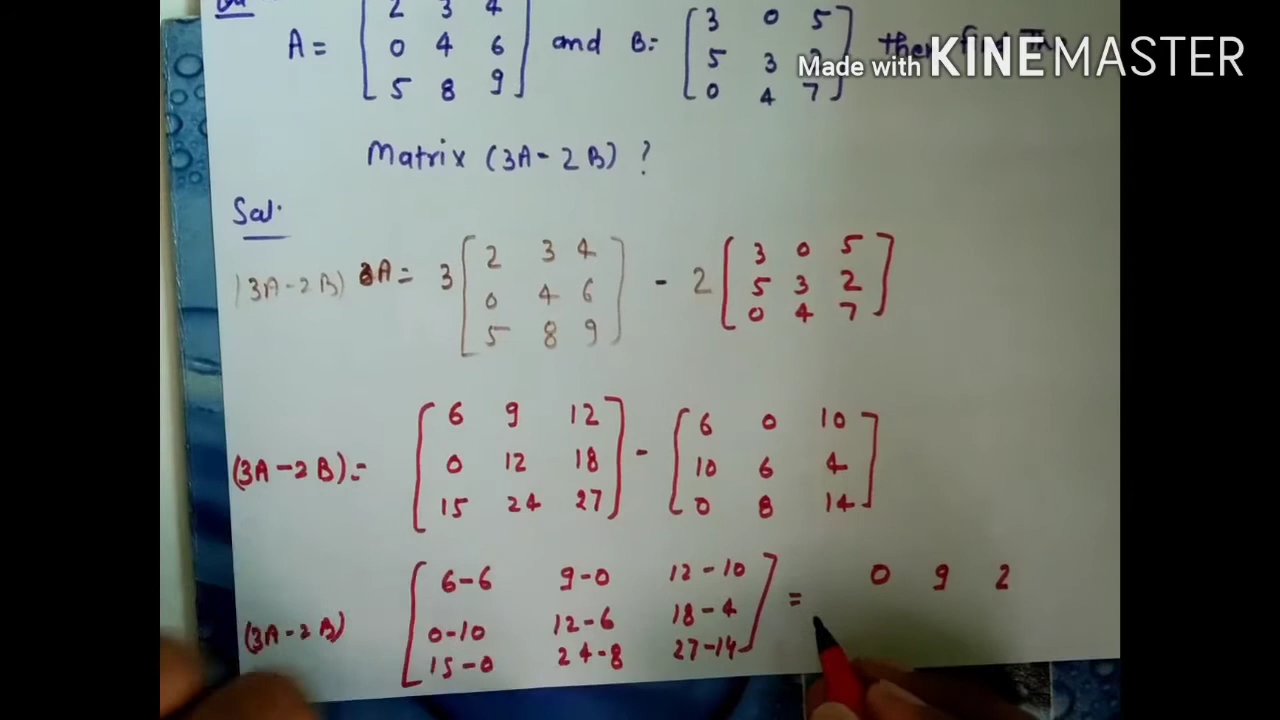 2 3 4 3 0 5
A = 0 4 6 and B = 5 3
5 8 9 0 4 7
Made with KINEMASTER
Matrix (3A - 2B) ?
Sol.
2 3 4 3 0 5
(3A-2B) 3A = 3 0 4 6 - 2 5 3 2
5 8 9 0 4 7
6 9 12 6 0 10
(3A-2B) = 0 12 18 - 10 6 4
15 24 27 0 8 14
6-6 9-0 12-10 0 9 2
(3A-2B) 0-10 12-6 18-4 =
15-0 24-8 27-14